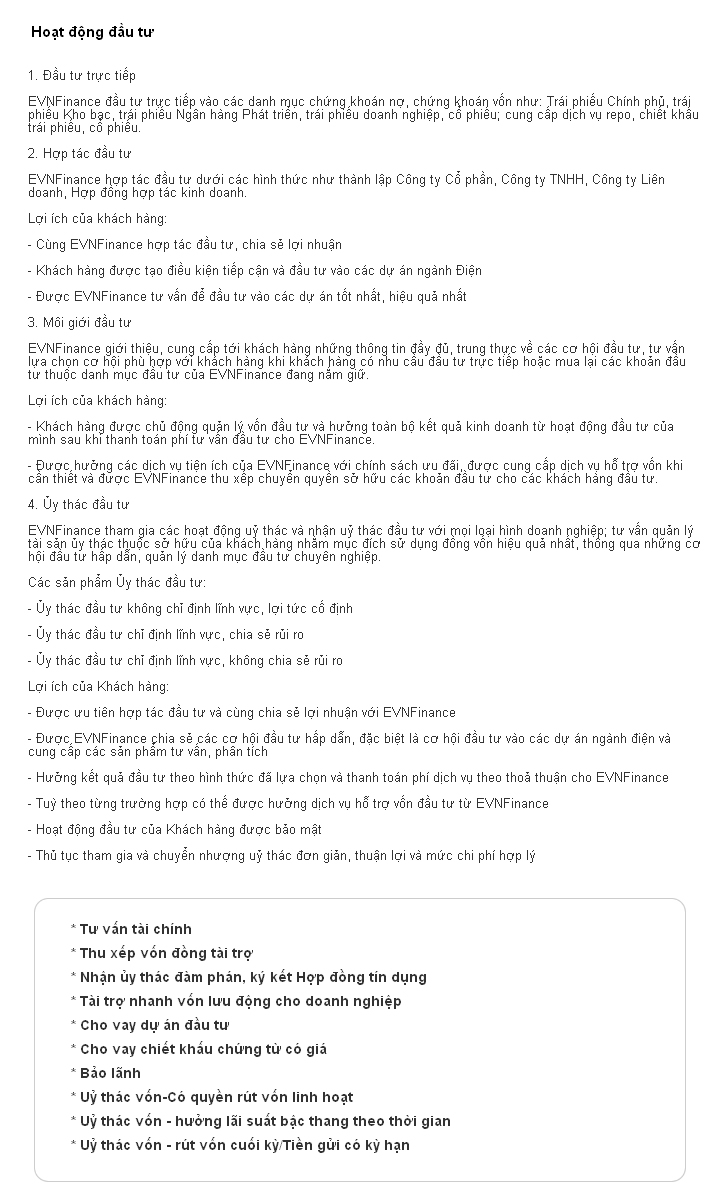 Hoạt động đầu tư
1. Đầu tư trực tiếp
EVNFinance đầu tư trực tiếp vào các danh mục chứng khoán nợ, chứng khoán vốn như: Trái phiếu Chính phủ, trái
phiếu Kho bạc, trái phiếu Ngân hàng Phát triển, trái phiếu doanh nghiệp, cổ phiếu; cung cấp dịch vụ repo, chiết khấu
trái phiếu, cổ phiếu.
2. Hợp tác đầu tư
EVNFinance hợp tác đầu tư dưới các hình thức như thành lập Công ty Cổ phần, Công ty TNHH, Công ty Liên
doanh, Hợp đồng hợp tác kinh doanh.
Lợi ích của khách hàng:
- Cùng EVNFinance hợp tác đầu tư, chia sẻ lợi nhuận
- Khách hàng được tạo điều kiện tiếp cận và đầu tư vào các dự án ngành Điện
- Được EVNFinance tư vấn để đầu tư vào các dự án tốt nhất, hiệu quả nhất
3. Môi giới đầu tư
EVNFinance giới thiệu, cung cấp tới khách hàng những thông tin đầy đủ, trung thực về các cơ hội đầu tư, tư vấn
lựa chọn cơ hội phù hợp với khách hàng khi khách hàng có nhu cầu đầu tư trực tiếp hoặc mua lại các khoản đầu
tư thuộc danh mục đầu tư của EVNFinance đang nắm giữ.
Lợi ích của khách hàng:
- Khách hàng được chủ động quản lý vốn đầu tư và hưởng toàn bộ kết quả kinh doanh từ hoạt động đầu tư của
mình sau khi thanh toán phí tư vấn đầu tư cho EVNFinance.
- Được hưởng các dịch vụ tiện ích của EVNFinance với chính sách ưu đãi, được cung cấp dịch vụ hỗ trợ vốn khi
cần thiết và được EVNFinance thu xếp chuyển quyền sở hữu các khoản đầu tư cho các khách hàng đầu tư.
4. Ủy thác đầu tư
EVNFinance tham gia các hoạt động uỷ thác và nhận uỷ thác đầu tư với mọi loại hình doanh nghiệp; tư vấn quản lý
tài sản ủy thác thuộc sở hữu của khách hàng nhằm mục đích sử dụng đồng vốn hiệu quả nhất, thông qua những cơ
hội đầu tư hấp dẫn, quản lý danh mục đầu tư chuyên nghiệp.
Các sản phẩm Ủy thác đầu tư:
- Ủy thác đầu tư không chỉ định lĩnh vực, lợi tức cố định
- Ủy thác đầu tư chỉ định lĩnh vực, chia sẻ rủi ro
- Ủy thác đầu tư chỉ định lĩnh vực, không chia sẻ rủi ro
Lợi ích của Khách hàng:
- Được ưu tiên hợp tác đầu tư và cùng chia sẻ lợi nhuận với EVNFinance
- Được EVNFinance chia sẻ các cơ hội đầu tư hấp dẫn, đặc biệt là cơ hội đầu tư vào các dự án ngành điện và
cung cấp các sản phẩm tư vấn, phân tích
- Hưởng kết quả đầu tư theo hình thức đã lựa chọn và thanh toán phí dịch vụ theo thoả thuận cho EVNFinance
- Tuỳ theo từng trường hợp có thể được hưởng dịch vụ hỗ trợ vốn đầu tư từ EVNFinance
- Hoạt động đầu tư của Khách hàng được bảo mật
- Thủ tục tham gia và chuyển nhượng uỷ thác đơn giản, thuận lợi và mức chi phí hợp lý
* Tư vấn tài chính
* Thu xếp vốn đồng tài trợ
* Nhận ủy thác đàm phán, ký kết Hợp đồng tín dụng
* Tài trợ nhanh vốn lưu động cho doanh nghiệp
* Cho vay dự án đầu tư
* Cho vay chiết khấu chứng từ có giá
* Bảo lãnh
* Uỷ thác vốn-Có quyền rút vốn linh hoạt
* Uỷ thác vốn - hưởng lãi suất bậc thang theo thời gian
* Uỷ thác vốn - rút vốn cuối kỳ/Tiền gửi có kỳ hạn